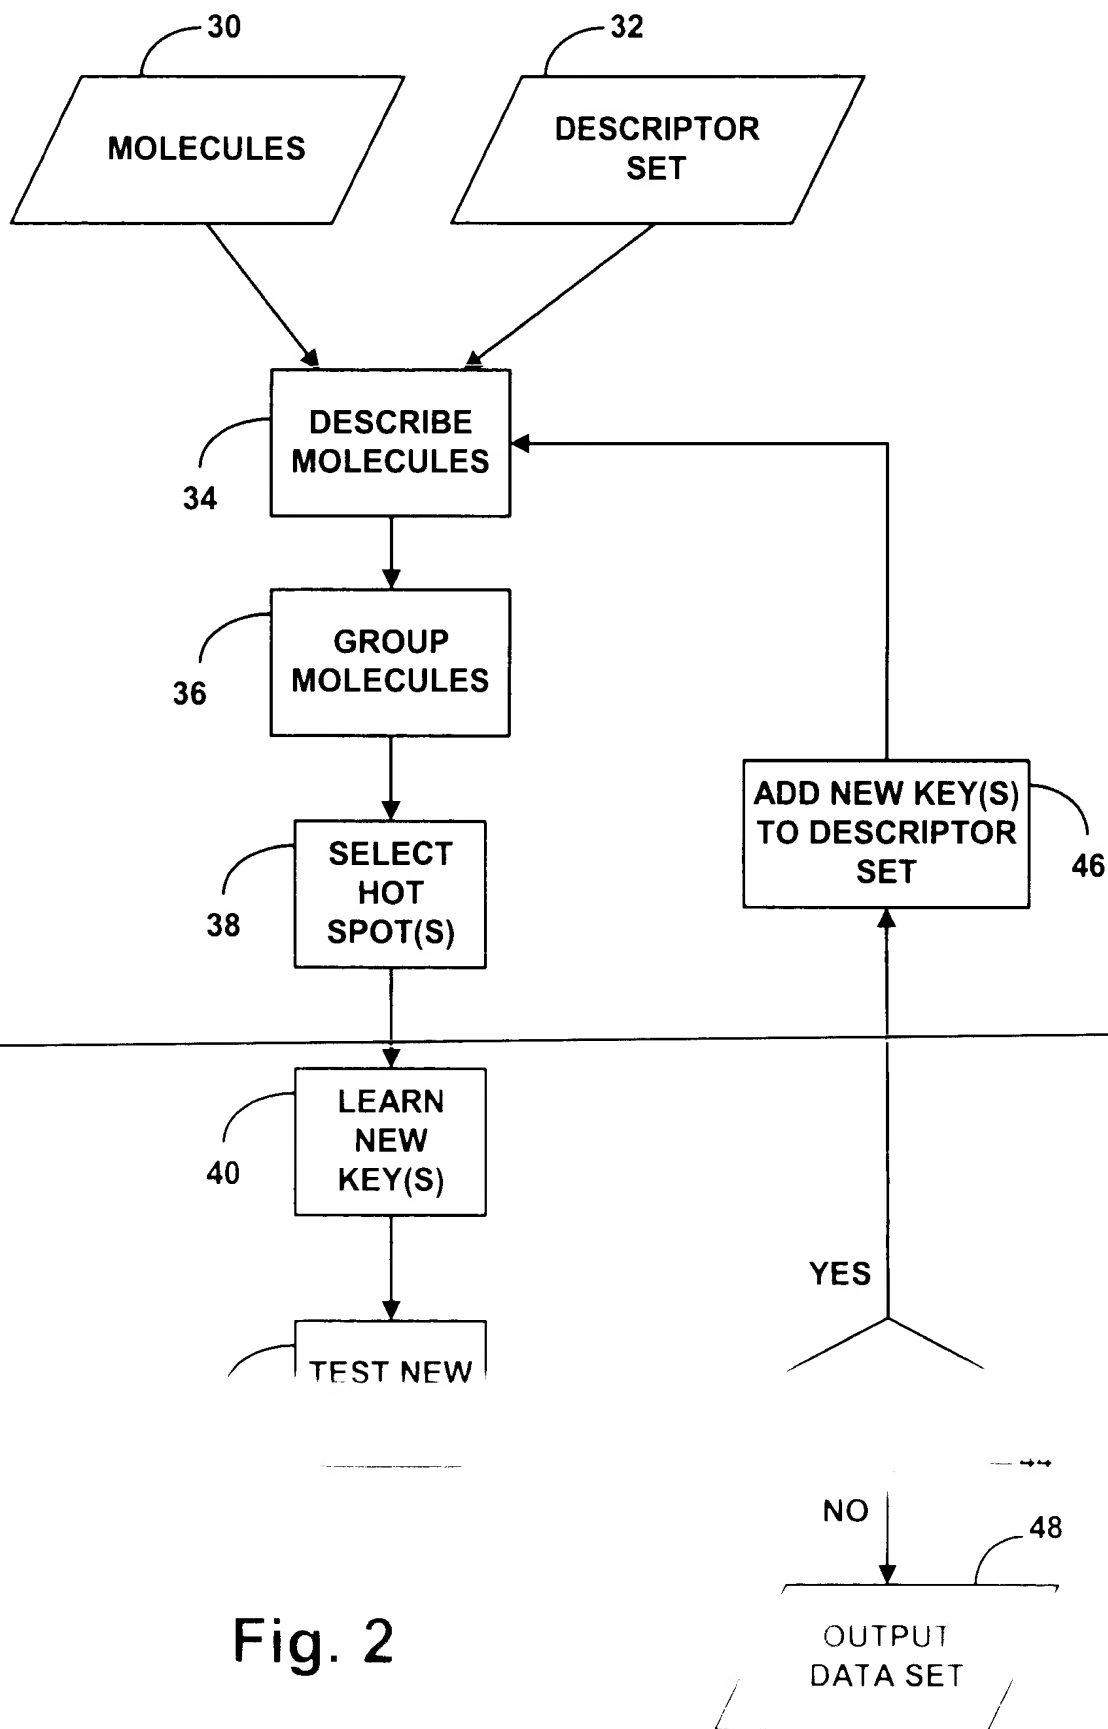 30
32
MOLECULES
DESCRIPTOR
SET
DESCRIBE
MOLECULES
34
GROUP
MOLECULES
36
ADD NEW KEY(S)
TO DESCRIPTOR
SET
46
SELECT
HOT
SPOT(S)
38
LEARN
NEW
KEY(S)
40
YES
TEST NEW
44
NO
48
OUTPUT
DATA SET
Fig. 2